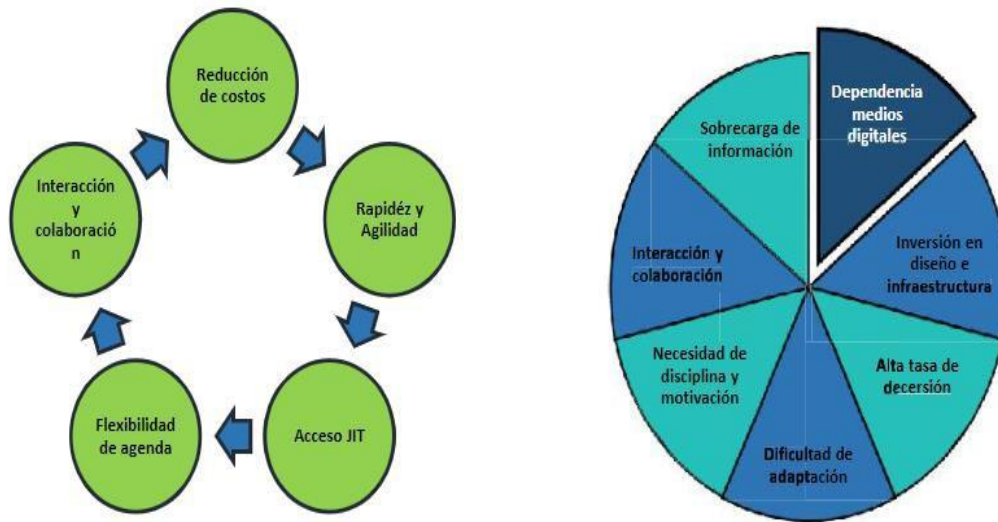 Reducción
de costos
Rapidéz y
Agilidad
Acceso JIT
Flexibilidad
de agenda
Interacción
y
colaboració
n
Dependencia
medios
digitales
Inversión en
diseño e
infraestructura
Alta tasa de
decersión
Dificultad de
adaptación
Necesidad de
disciplina y
motivación
Interacción y
colaboración
Sobrecarga de
información